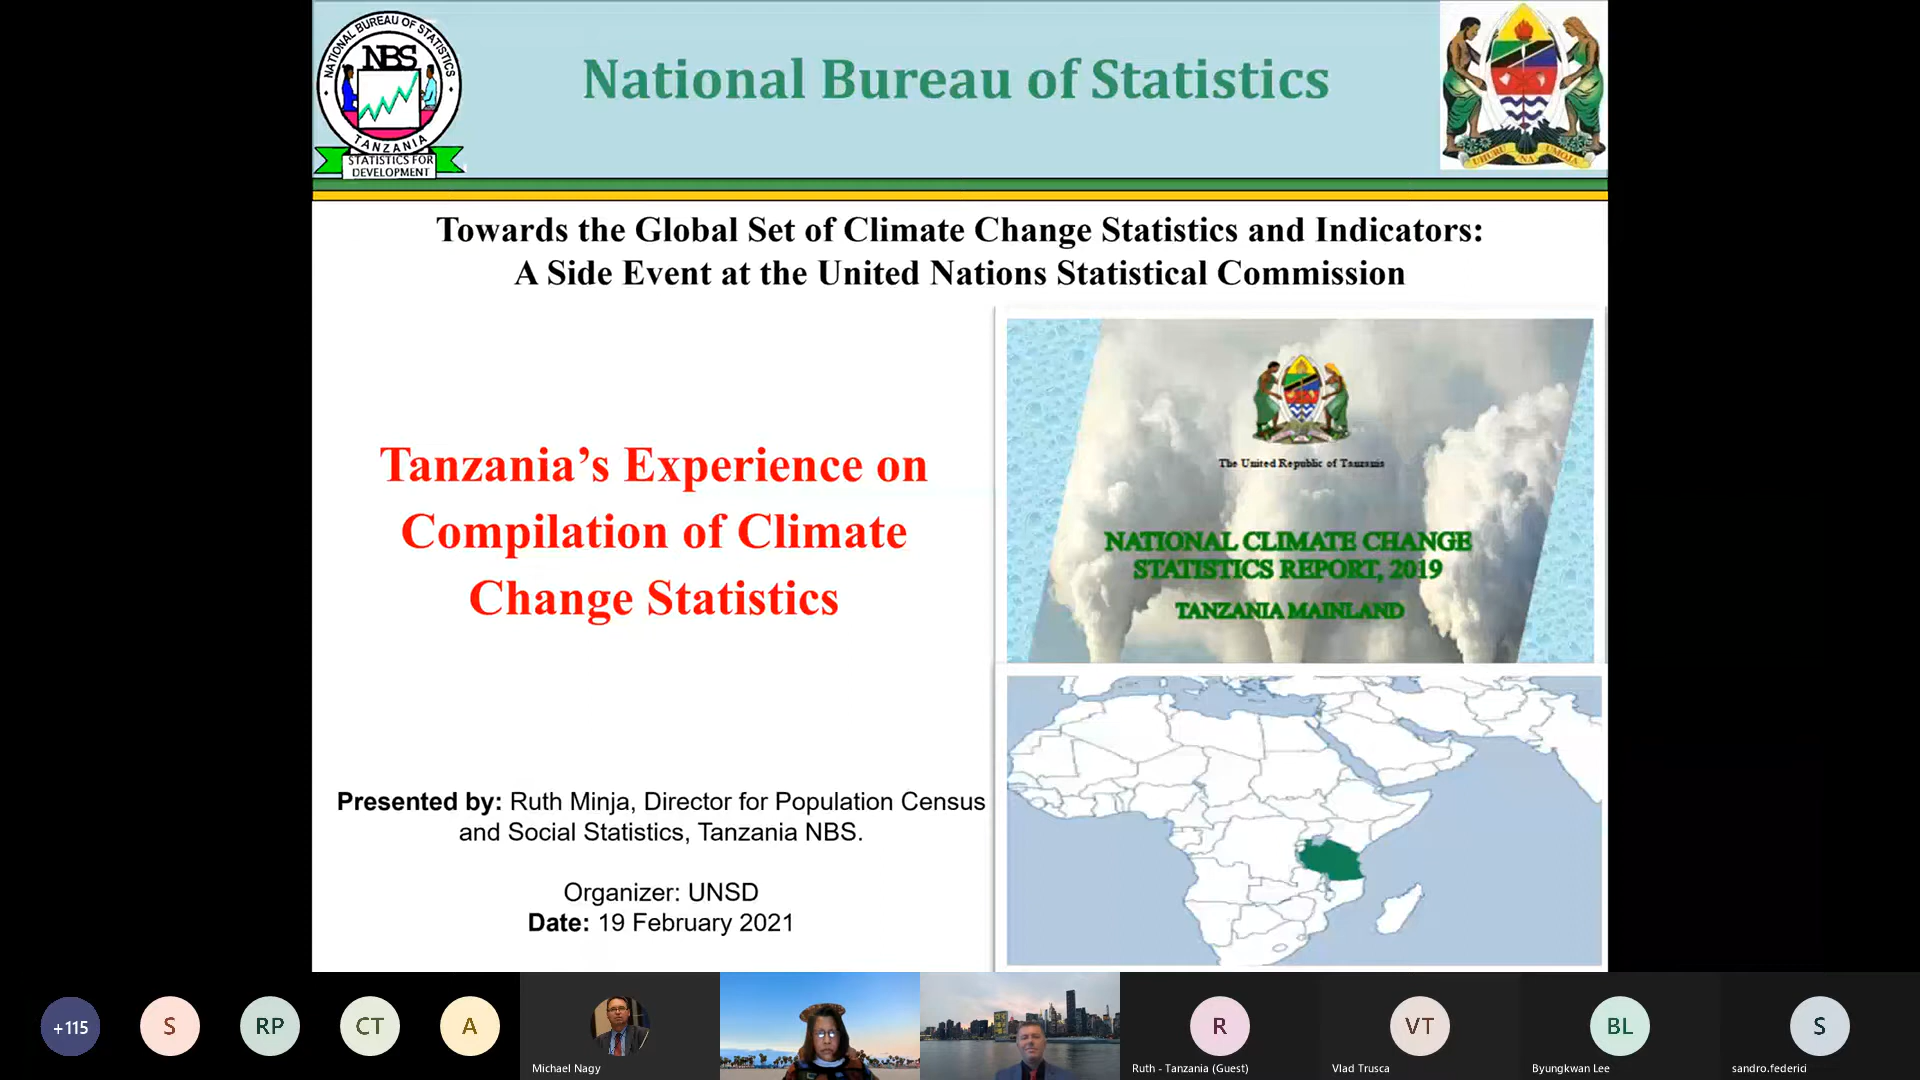 NATIONAL BUREAU OF STATISTICS
NBS
TANZANIA
STATISTICS FOR
DEVELOPMENT
National Bureau of Statistics
UHURU NA UMOJA
Towards the Global Set of Climate Change Statistics and Indicators:
A Side Event at the United Nations Statistical Commission
Tanzania’s Experience on
Compilation of Climate
Change Statistics
The United Republic of Tanzania
NATIONAL CLIMATE CHANGE
STATISTICS REPORT, 2019
TANZANIA MAINLAND
Presented by: Ruth Minja, Director for Population Census
and Social Statistics, Tanzania NBS.
Organizer: UNSD
Date: 19 February 2021
+115
S
RP
CT
A
R
VT
BL
S
Michael Nagy
Ruth - Tanzania (Guest)
Vlad Trusca
Byungkwan Lee
sandro.federici